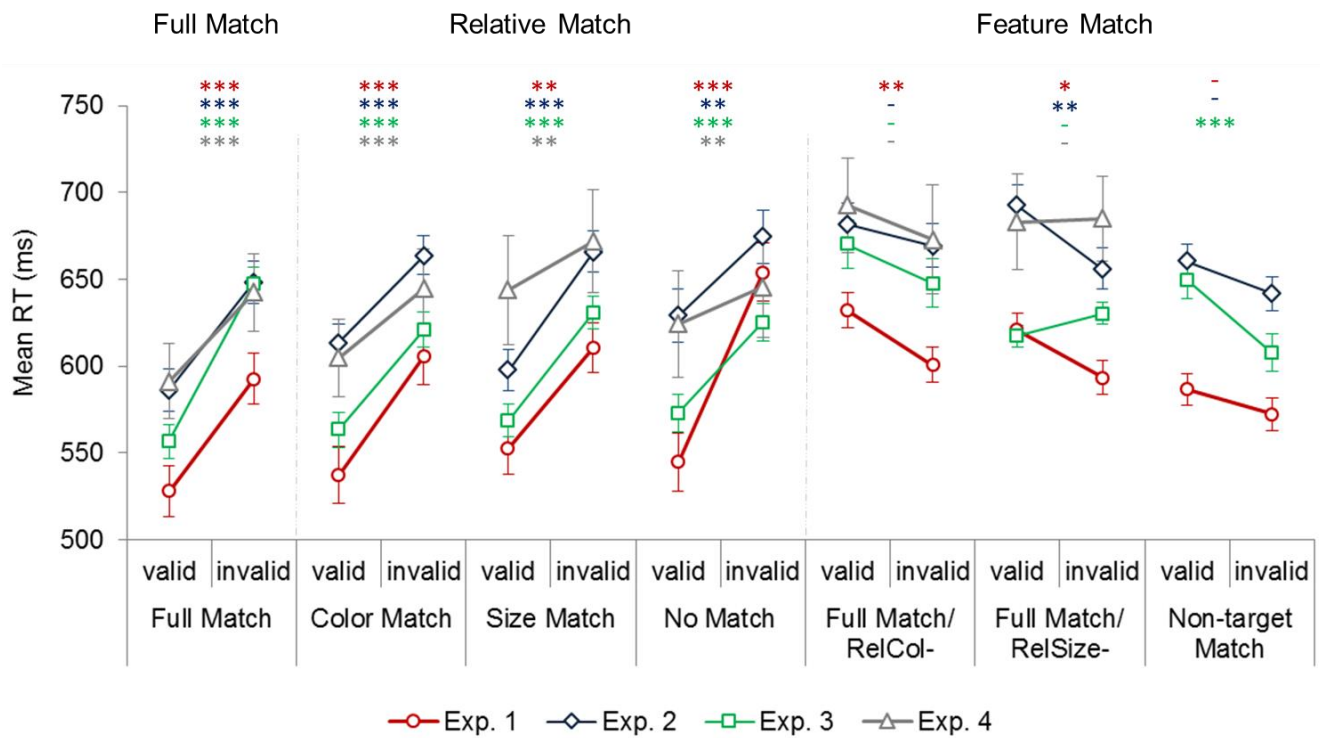 Full Match Relative Match Feature Match
*** *** ** *** ** * -
*** *** *** ** - ** -
*** *** *** *** - - ***
*** *** ** ** - -
Mean RT (ms)
750
700
650
600
550
500
valid invalid valid invalid valid invalid valid invalid valid invalid valid invalid valid invalid
Full Match Color Match Size Match No Match Full Match/ Full Match/ Non-target
RelCol- RelSize- Match
Exp. 1 Exp. 2 Exp. 3 Exp. 4